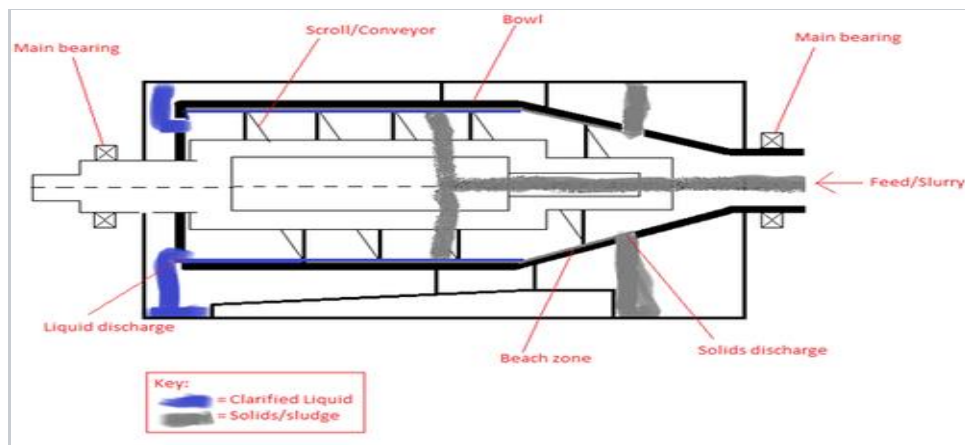 Bowl
Scroll/Conveyor
Main bearing
Main bearing
Feed/Slurry
Liquid discharge
Solids discharge
Beach zone
Key:
= Clarified Liquid
= Solids/sludge